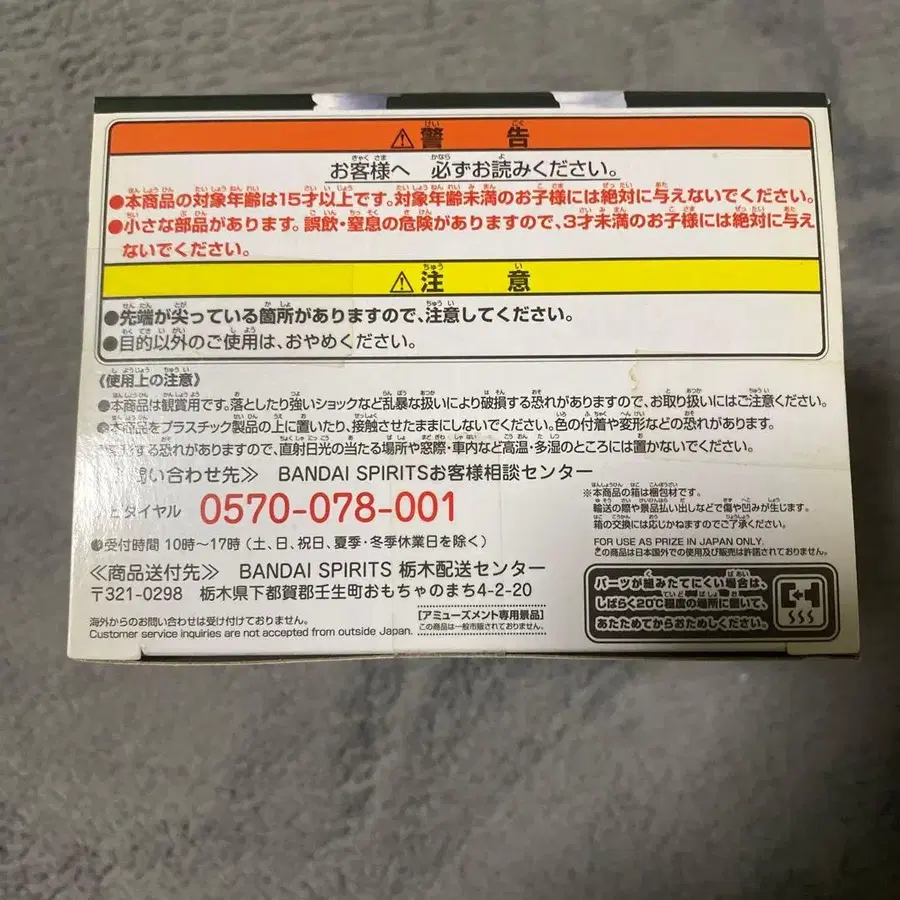 ⚠警告
お客様へ 必ずお読みください。
●本商品の対象年齢は15才以上です。対象年齢未満のお子様には絶対に与えないでください。
●小さな部品があります。誤飲・窒息の危険がありますので、3才未満のお子様には絶対に与え
ないでください。
⚠注意
●先端が尖っている箇所がありますので、注意してください。
●目的以外のご使用は、おやめください。
《使用上の注意》
●本商品は観賞用です。落としたり強いショックなど乱暴な扱いにより破損する恐れがありますので、お取り扱いにはご注意ください。
●本商品をプラスチック製品の上に置いたり、接触させたままにしないでください。色の付着や変形などの恐れがあります。
する恐れがありますので、直射日光の当たる場所や窓際・車内など高温・多湿のところには置かないでください。
問い合わせ先≫ BANDAI SPIRITSお客様相談センター
ダイヤル 0570-078-001
●受付時間 10時〜17時(土、日、祝日、夏季・冬季休業日を除く)
≪商品送付先≫ BANDAI SPIRITS 栃木配送センター
〒321-0298 栃木県下都賀郡壬生町おもちゃのまち4-2-20
海外からのお問い合わせは受け付けておりません。
Customer service inquiries are not accepted from outside Japan.
[アミューズメント専用景品]
この商品は一般市販されておりません。
※本商品の箱は梱包材です。
輸送の際や景品払い出しなどで傷や凹みが生じます。
箱の交換には応じかねますのでご了承ください。
FOR USE AS PRIZE IN JAPAN ONLY.
この商品は日本国外での使用及び販売は許諾されておりません。
パーツが組みたてにくい場合は、
しばらく20℃程度の場所に置いて、
あたためてからおためしください。